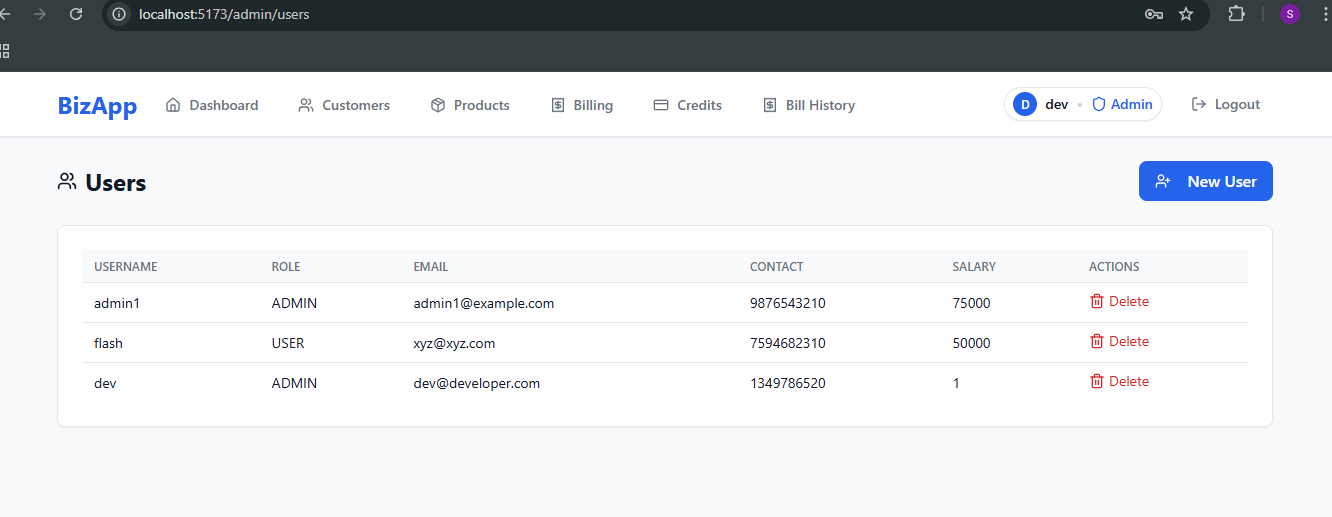 localhost:5173/admin/users
S
BizApp Dashboard Customers Products Billing Credits Bill History D dev • Admin Logout
Users New User
USERNAME ROLE EMAIL CONTACT SALARY ACTIONS
admin1 ADMIN admin1@example.com 9876543210 75000 Delete
flash USER xyz@xyz.com 7594682310 50000 Delete
dev ADMIN dev@developer.com 1349786520 1 Delete